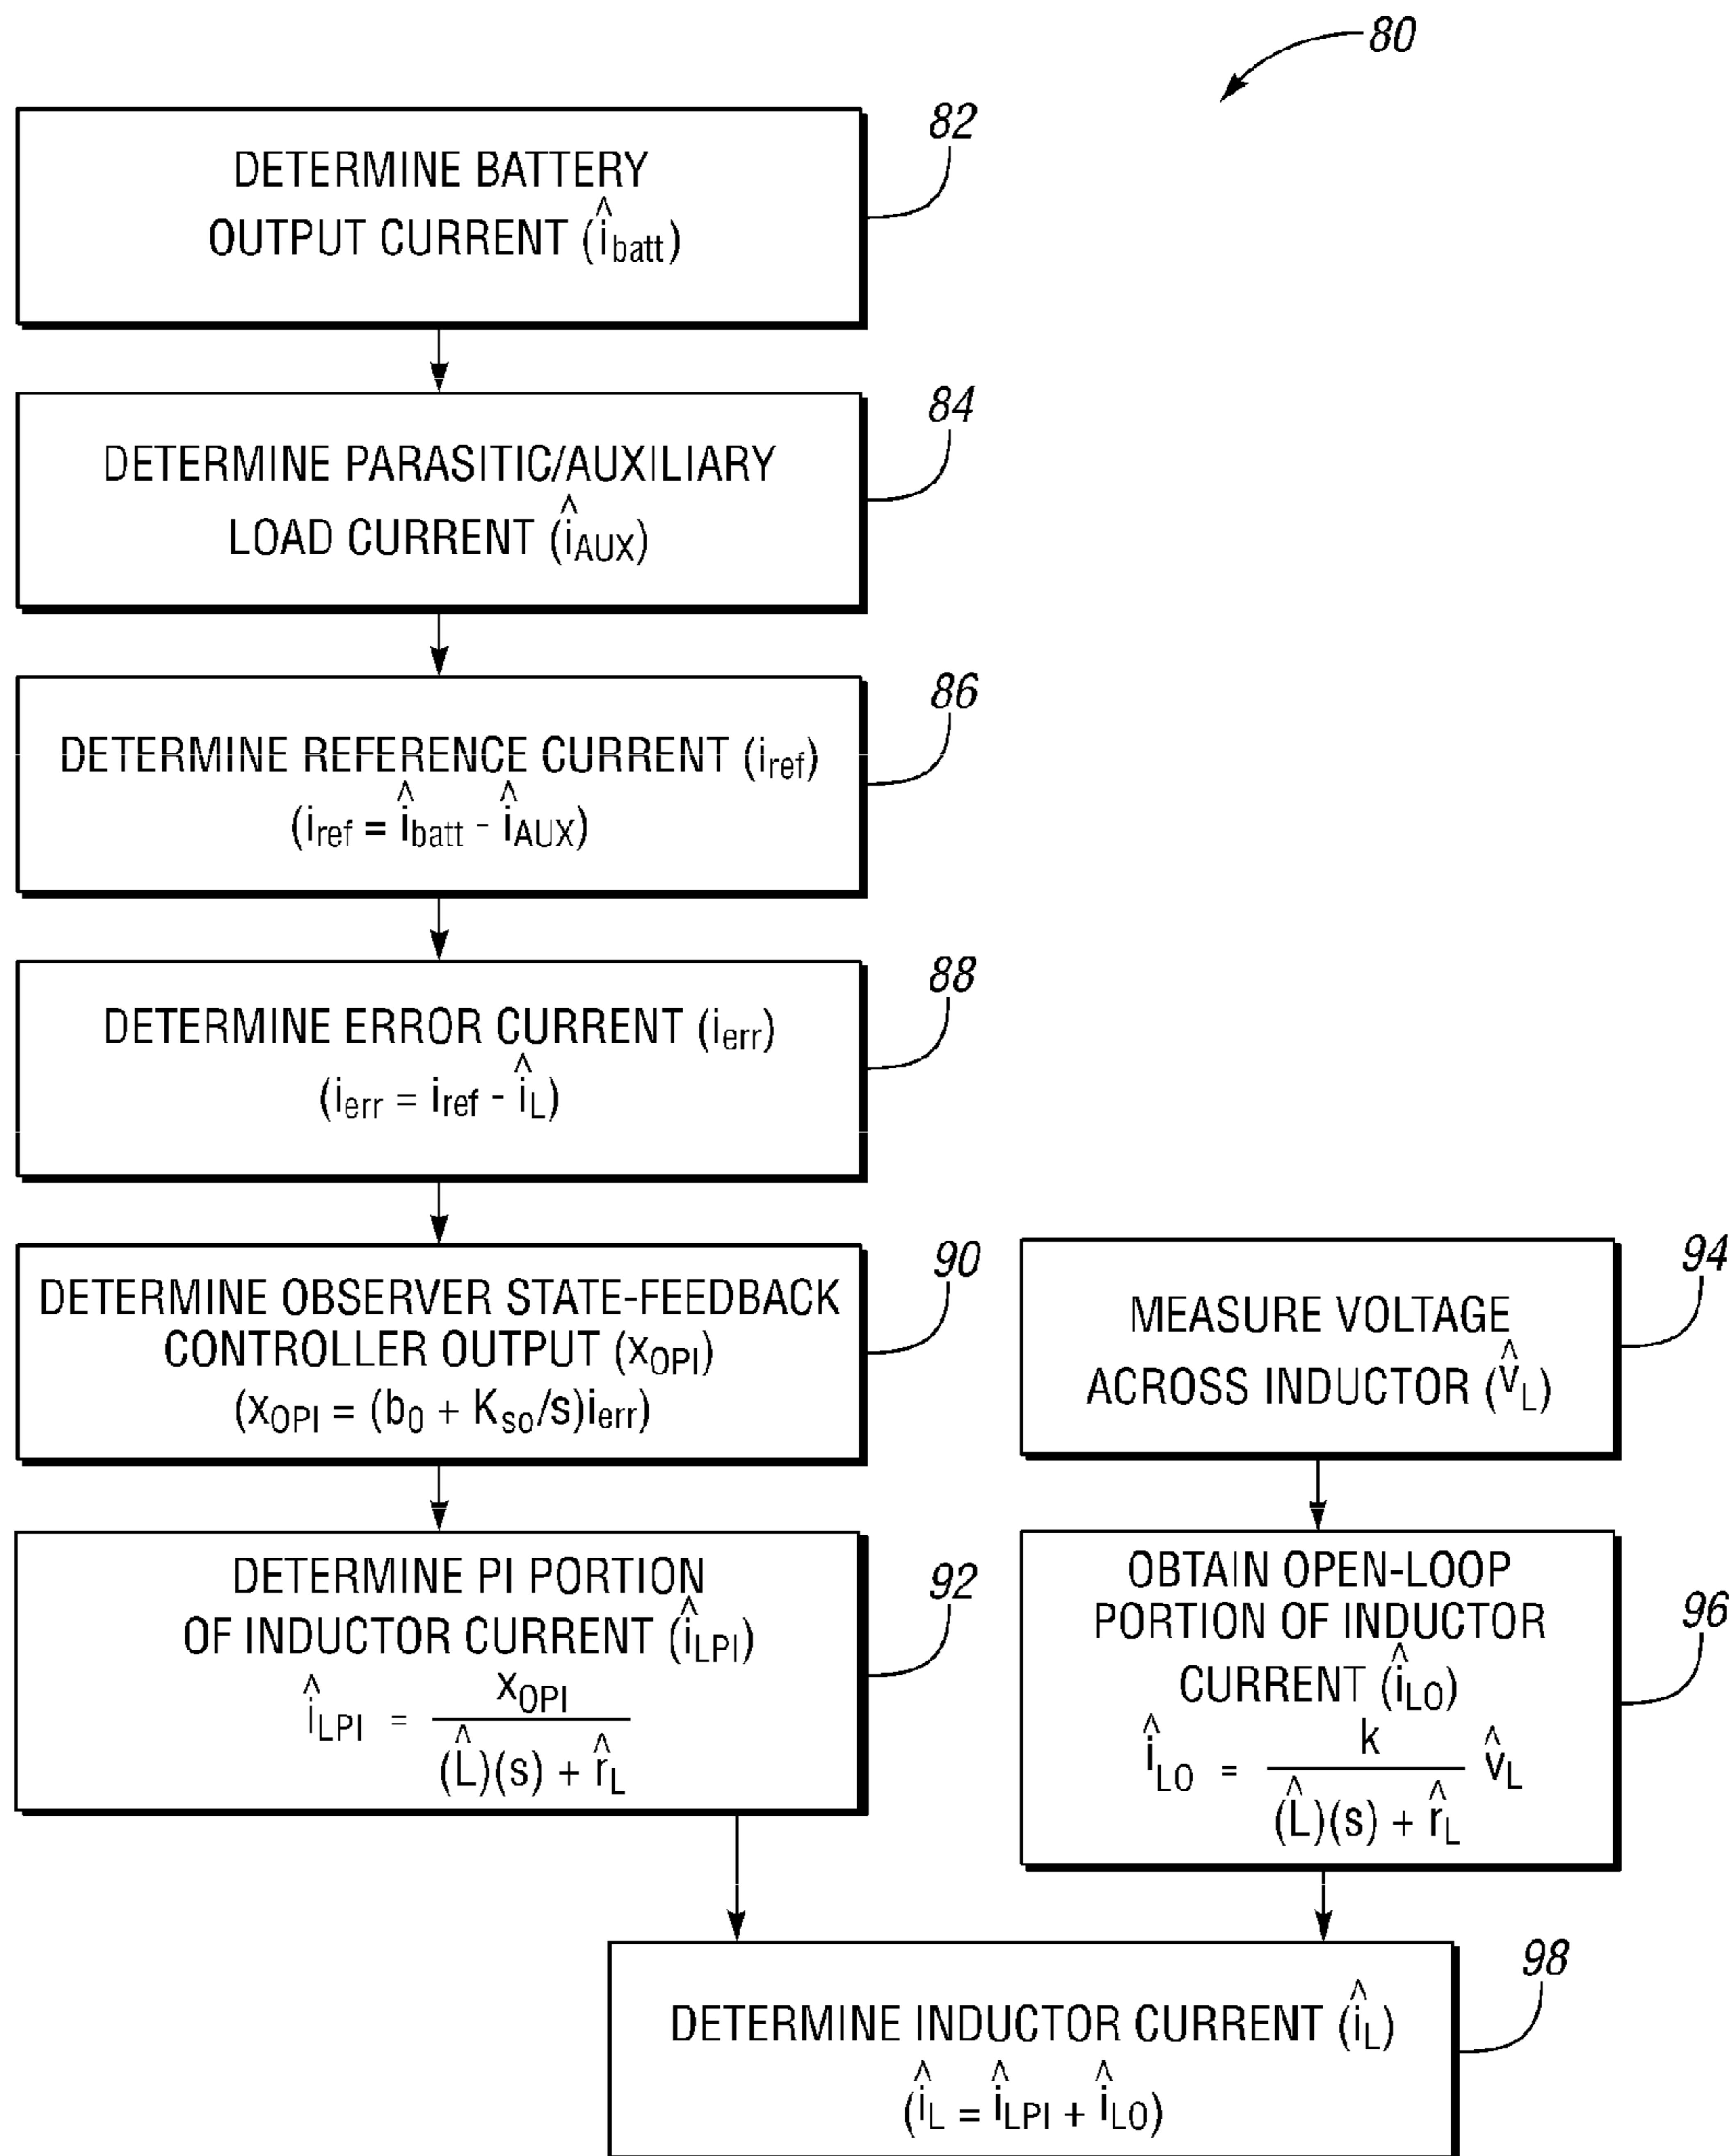 80
DETERMINE BATTERY
OUTPUT CURRENT (î_batt)
82
DETERMINE PARASITIC/AUXILIARY
LOAD CURRENT (î_AUX)
84
DETERMINE REFERENCE CURRENT (i_ref)
(i_ref = î_batt - î_AUX)
86
DETERMINE ERROR CURRENT (i_err)
(i_err = i_ref - î_L)
88
DETERMINE OBSERVER STATE-FEEDBACK
CONTROLLER OUTPUT (x_OPI)
(x_OPI = (b_0 + K_so/s)i_err)
90
DETERMINE PI PORTION
OF INDUCTOR CURRENT (î_LPI)
î_LPI = x_OPI / (L̂)(s) + r̂_L
92
MEASURE VOLTAGE
ACROSS INDUCTOR (v̂_L)
94
OBTAIN OPEN-LOOP
PORTION OF INDUCTOR
CURRENT (î_LO)
î_LO = k / (L̂)(s) + r̂_L v̂_L
96
DETERMINE INDUCTOR CURRENT (î_L)
(î_L = î_LPI + î_LO)
98